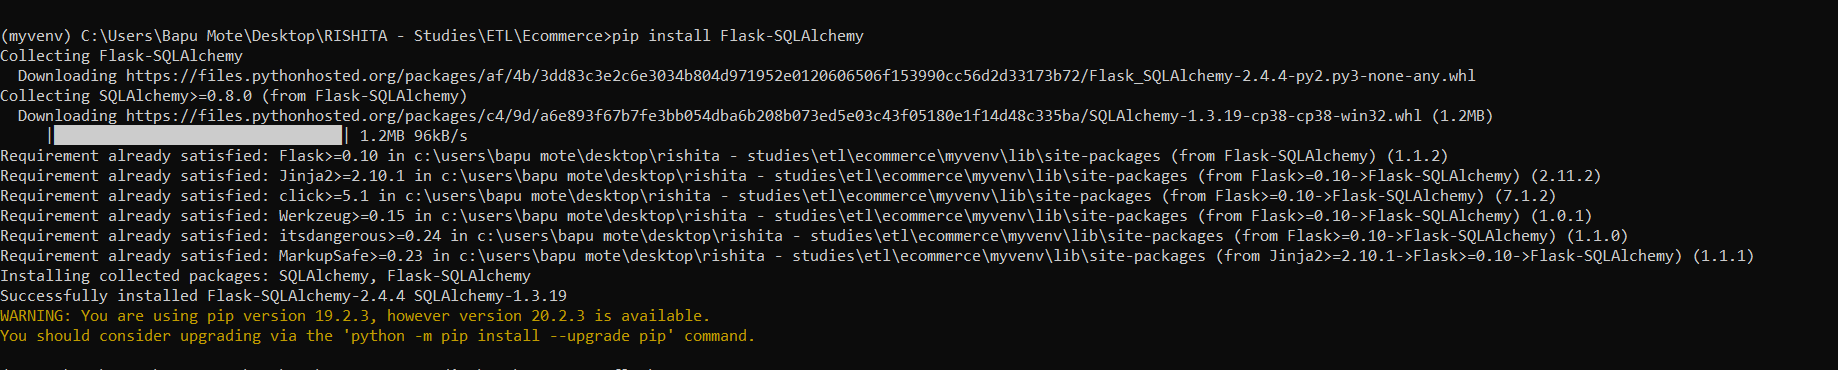 (myvenv) C:\Users\Bapu Mote\Desktop\RISHITA - Studies\ETL\Ecommerce>pip install Flask-SQLAlchemy
Collecting Flask-SQLAlchemy
  Downloading https://files.pythonhosted.org/packages/af/4b/3dd83c3e2c6e3034b804d971952e0120606506f153990cc56d2d33173b72/Flask_SQLAlchemy-2.4.4-py2.py3-none-any.whl
Collecting SQLAlchemy>=0.8.0 (from Flask-SQLAlchemy)
  Downloading https://files.pythonhosted.org/packages/c4/9d/a6e893f67b7fe3bb054dba6b208b073ed5e03c43f05180e1f14d48c335ba/SQLAlchemy-1.3.19-cp38-cp38-win32.whl (1.2MB)
     |████████████████████████████████| 1.2MB 96kB/s
Requirement already satisfied: Flask>=0.10 in c:\users\bapu mote\desktop\rishita - studies\etl\ecommerce\myvenv\lib\site-packages (from Flask-SQLAlchemy) (1.1.2)
Requirement already satisfied: Jinja2>=2.10.1 in c:\users\bapu mote\desktop\rishita - studies\etl\ecommerce\myvenv\lib\site-packages (from Flask>=0.10->Flask-SQLAlchemy) (2.11.2)
Requirement already satisfied: click>=5.1 in c:\users\bapu mote\desktop\rishita - studies\etl\ecommerce\myvenv\lib\site-packages (from Flask>=0.10->Flask-SQLAlchemy) (7.1.2)
Requirement already satisfied: Werkzeug>=0.15 in c:\users\bapu mote\desktop\rishita - studies\etl\ecommerce\myvenv\lib\site-packages (from Flask>=0.10->Flask-SQLAlchemy) (1.0.1)
Requirement already satisfied: itsdangerous>=0.24 in c:\users\bapu mote\desktop\rishita - studies\etl\ecommerce\myvenv\lib\site-packages (from Flask>=0.10->Flask-SQLAlchemy) (1.1.0)
Requirement already satisfied: MarkupSafe>=0.23 in c:\users\bapu mote\desktop\rishita - studies\etl\ecommerce\myvenv\lib\site-packages (from Jinja2>=2.10.1->Flask>=0.10->Flask-SQLAlchemy) (1.1.1)
Installing collected packages: SQLAlchemy, Flask-SQLAlchemy
Successfully installed Flask-SQLAlchemy-2.4.4 SQLAlchemy-1.3.19
WARNING: You are using pip version 19.2.3, however version 20.2.3 is available.
You should consider upgrading via the 'python -m pip install --upgrade pip' command.